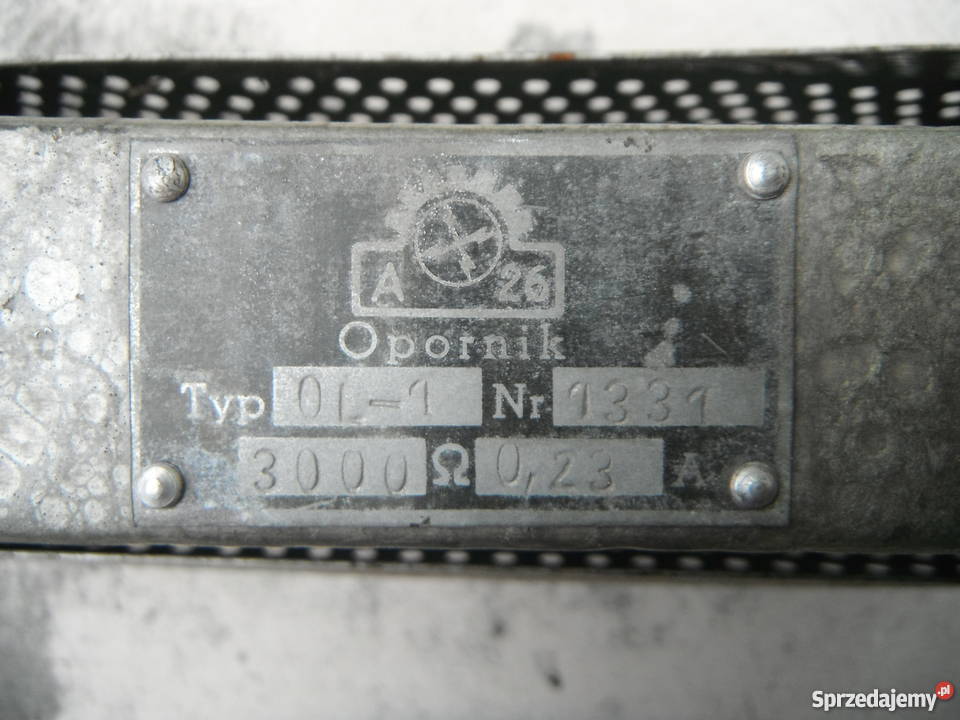 A 26
Opornik
Typ OL-1 Nr 1331
3000 Ω 0,23 A
Sprzedajemy.pl